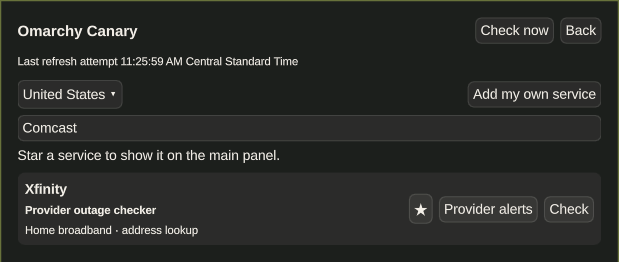 Omarchy Canary
Check now
Back
Last refresh attempt 11:25:59 AM Central Standard Time
United States ▾
Add my own service
Comcast
Star a service to show it on the main panel.
Xfinity
Provider outage checker
Home broadband · address lookup
★
Provider alerts
Check